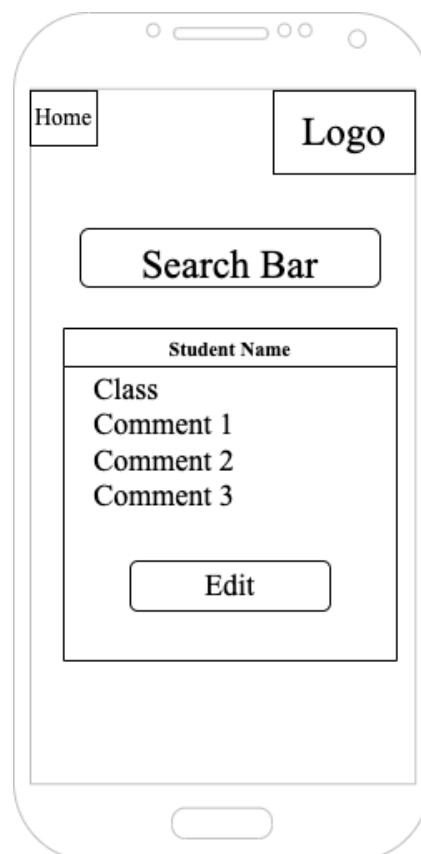 Home
Logo
Search Bar
Student Name
Class
Comment 1
Comment 2
Comment 3
Edit